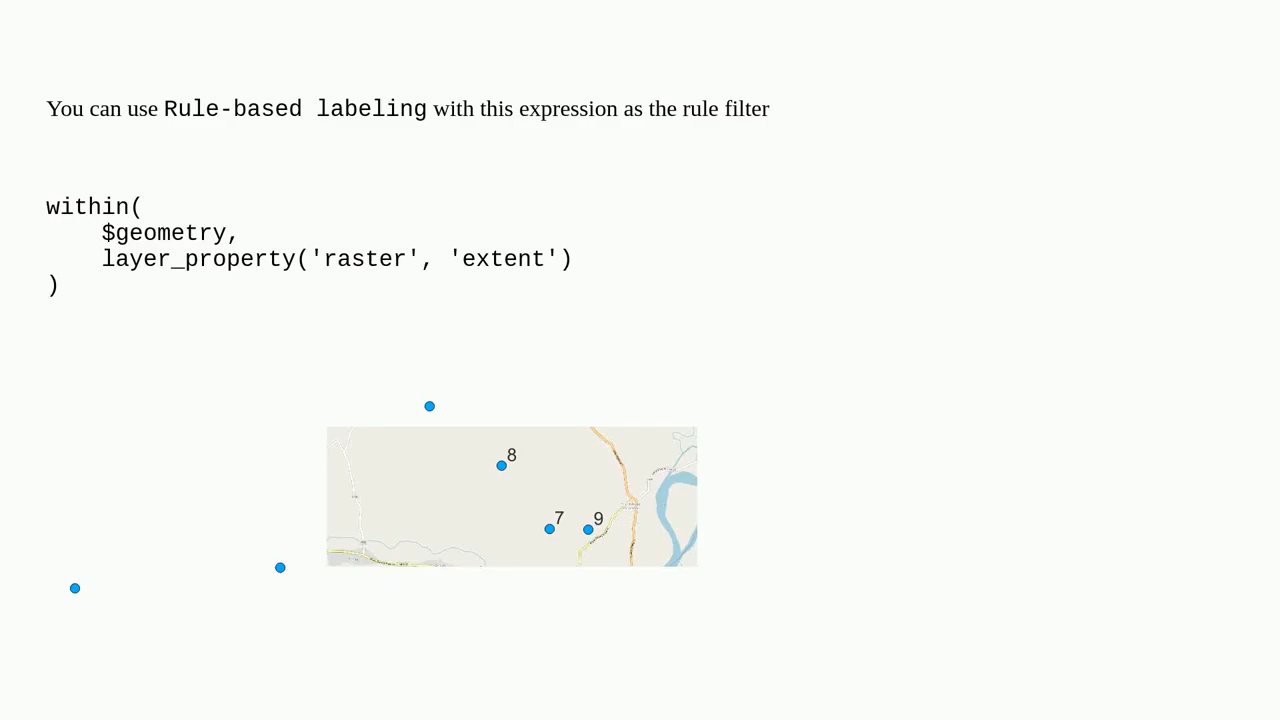 You can use Rule-based labeling with this expression as the rule filter
within(
    $geometry,
    layer_property('raster', 'extent')
)
8
7
9